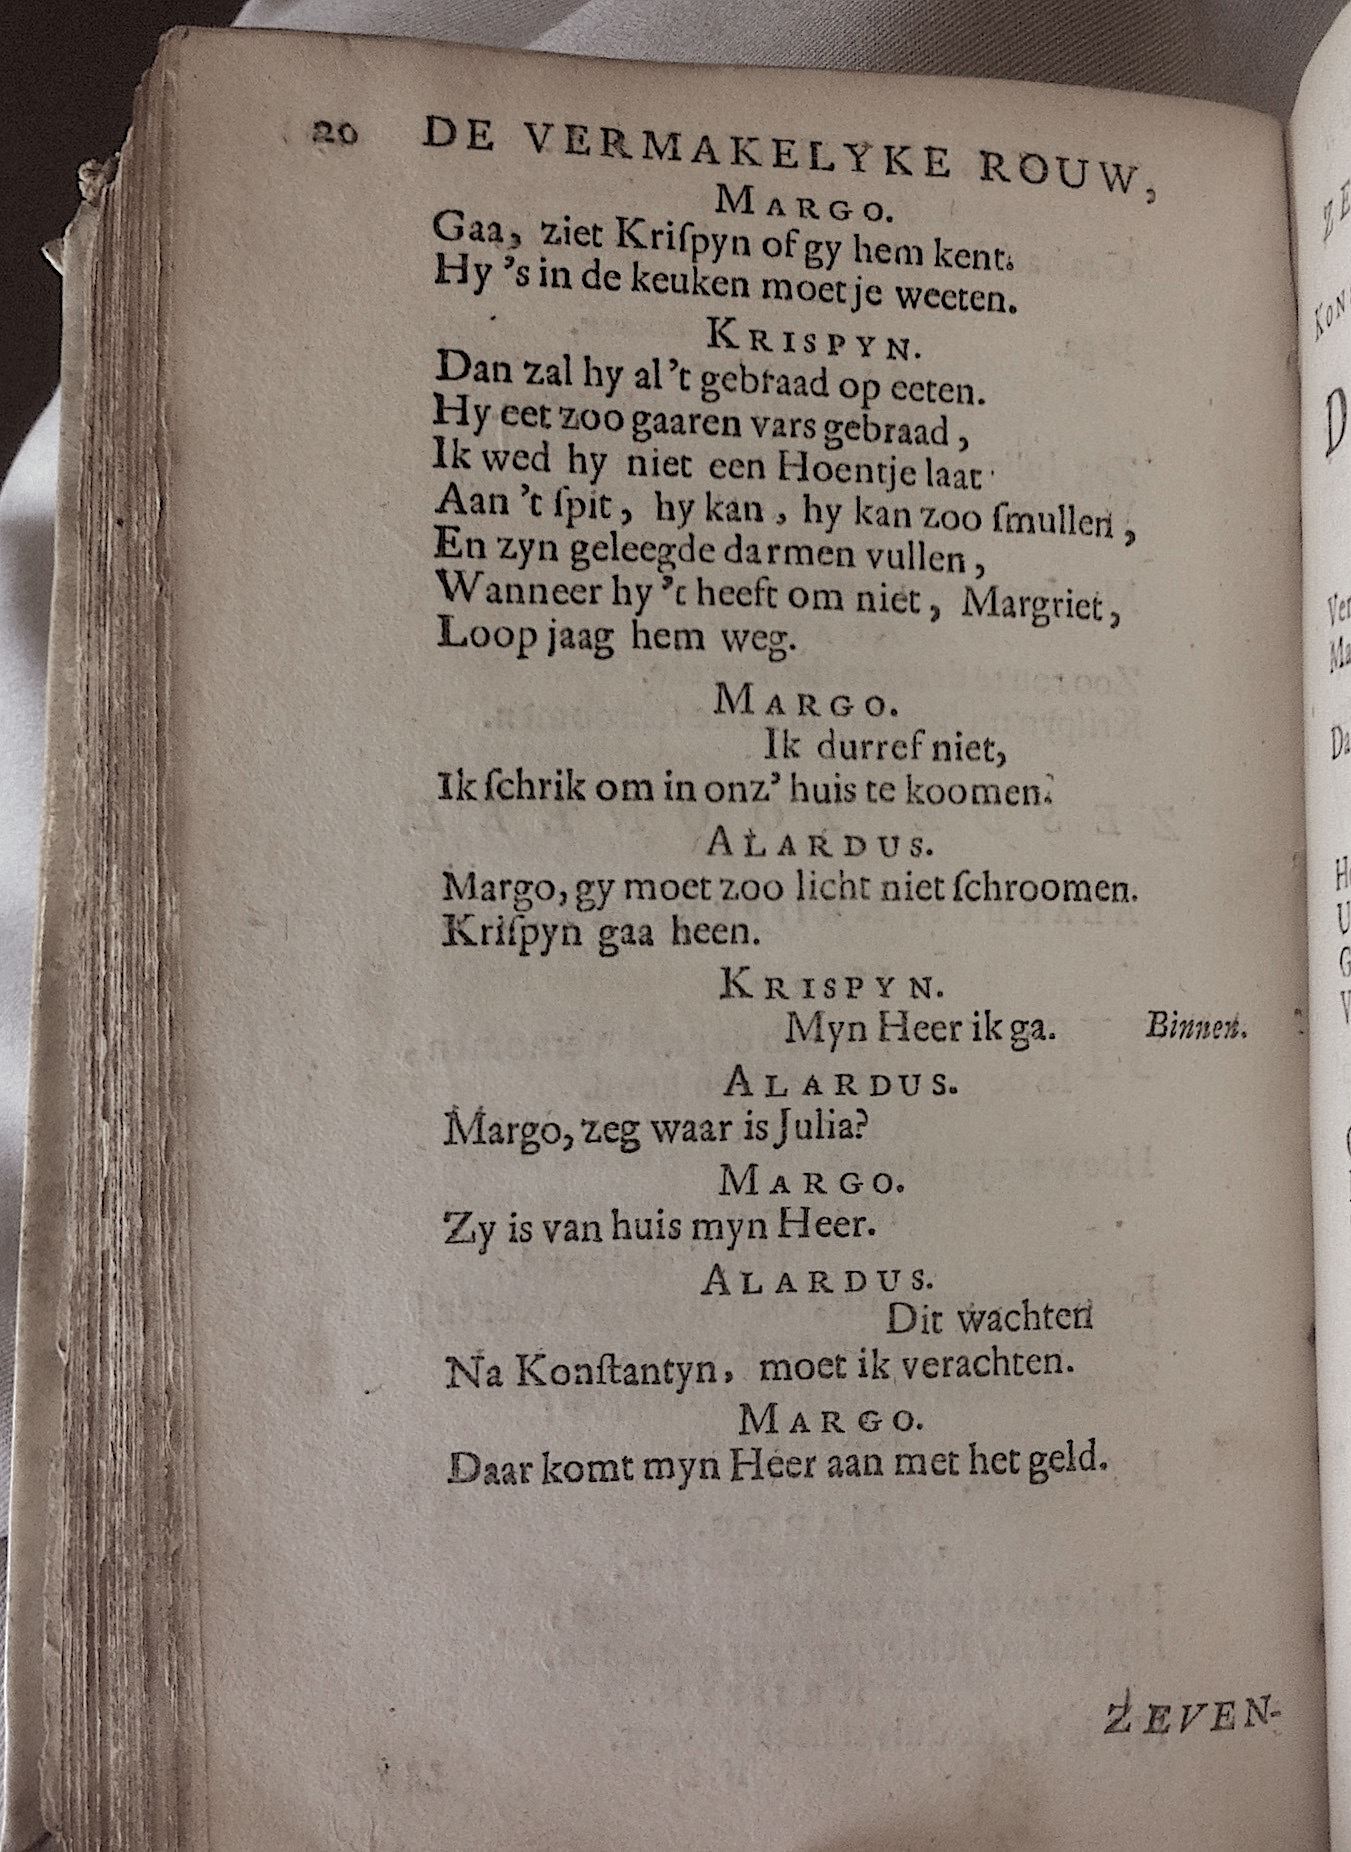 20 DE VERMAKELYKE ROUW,
MARGO.
Gaa, ziet Kriſpyn of gy hem kent.
Hy 's in de keuken moet je weeten.
KRISPYN.
Dan zal hy al 't gebraad op eeten.
Hy eet zoo gaaren vars gebraad,
Ik wed hy niet een Hoentje laat
Aan 't ſpit, hy kan, hy kan zoo ſmullen,
En zyn geleegde darmen vullen,
Wanneer hy 't heeft om niet, Margriet,
Loop jaag hem weg.
MARGO.
Ik durref niet,
Ik ſchrik om in onz' huis te koomen.
ALARDUS.
Margo, gy moet zoo licht niet ſchroomen.
Kriſpyn gaa heen.
KRISPYN.
Myn Heer ik ga. Binnen.
ALARDUS.
Margo, zeg waar is Julia?
MARGO.
Zy is van huis myn Heer.
ALARDUS.
Dit wachten
Na Konſtantyn, moet ik verachten.
MARGO.
Daar komt myn Heer aan met het geld.
ZEVEN-